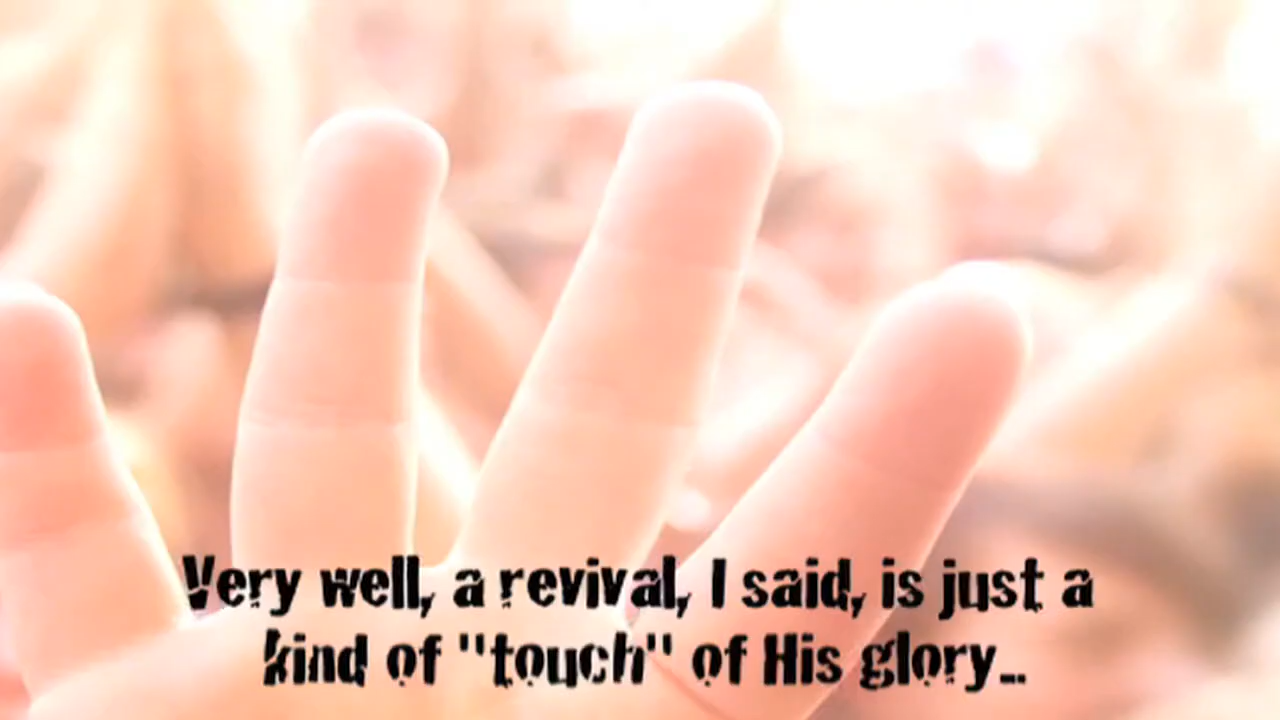 Very well, a revival, I said, is just a
kind of "touch" of His glory...